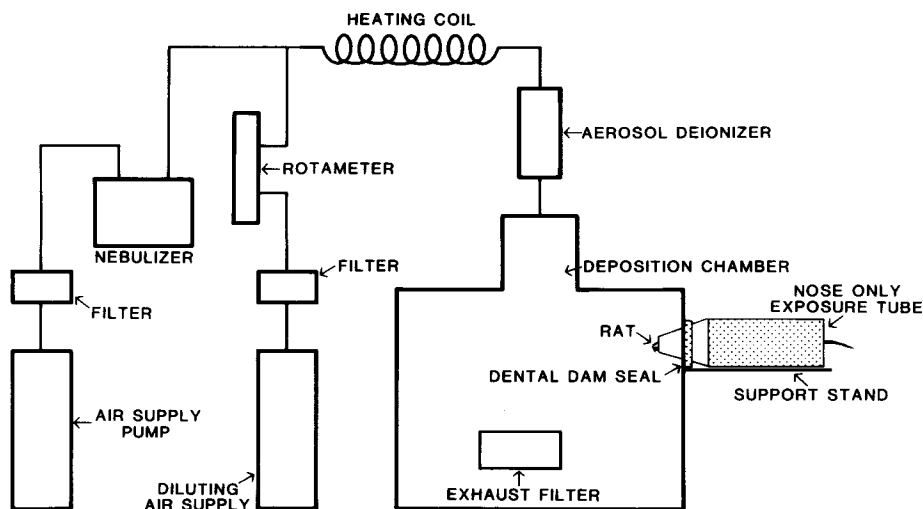 HEATING COIL
AEROSOL DEIONIZER
ROTAMETER
NEBULIZER
FILTER
FILTER
DEPOSITION CHAMBER
NOSE ONLY
EXPOSURE TUBE
RAT
DENTAL DAM SEAL
SUPPORT STAND
AIR SUPPLY
PUMP
DILUTING
AIR SUPPLY
EXHAUST FILTER